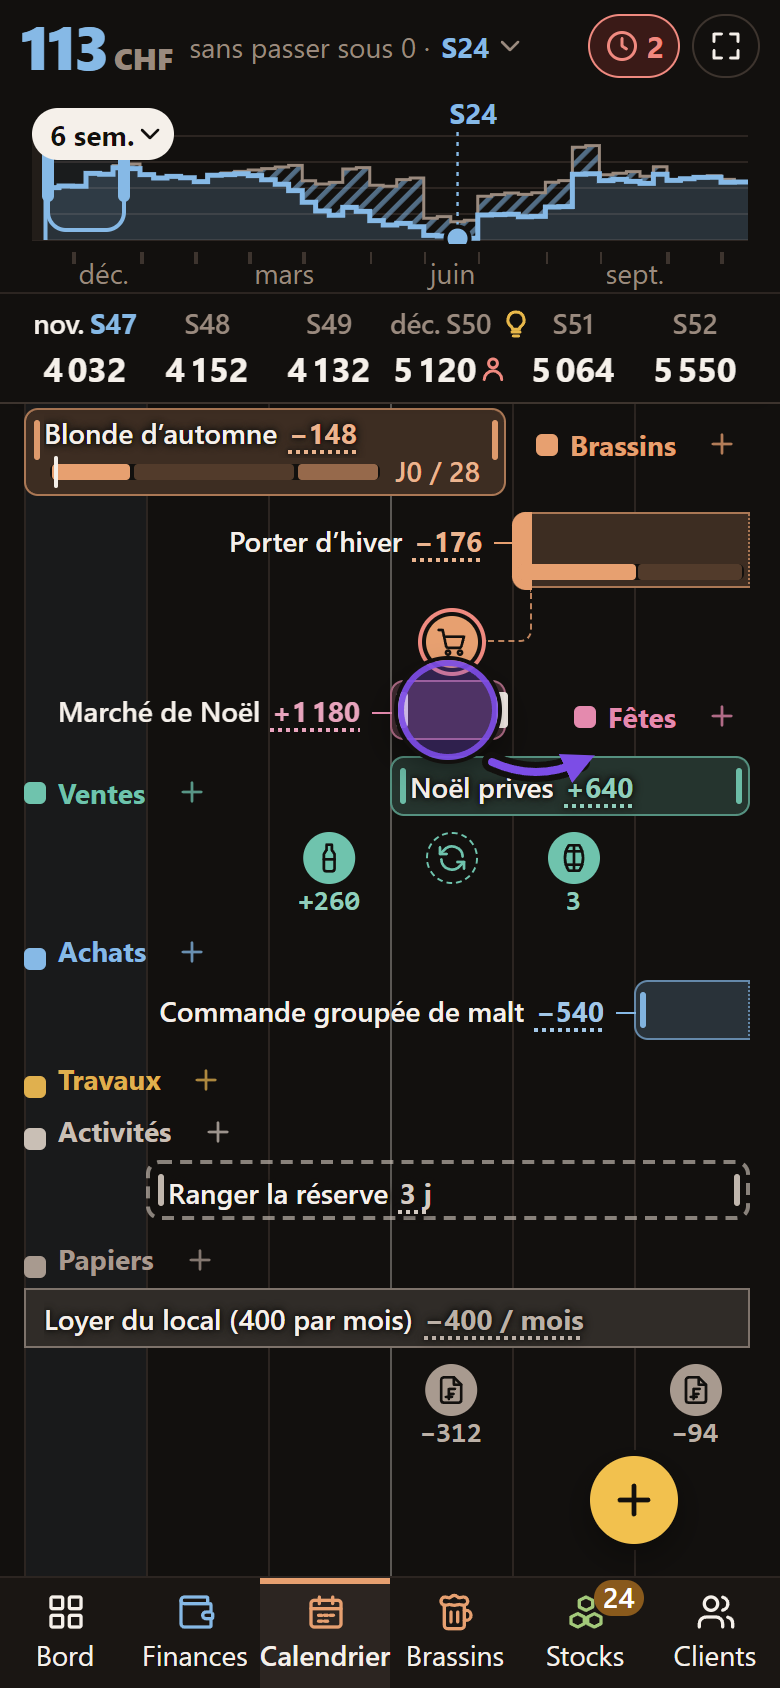 113 CHF sans passer sous 0 · S24
2
6 sem.
S24
déc. mars juin sept.
nov. S47 S48 S49 déc. S50 S51 S52
4 032 4 152 4 132 5 120 5 064 5 550
Blonde d’automne –148
J0 / 28
Brassins +
Porter d’hiver –176
Marché de Noël +1 180
Fêtes +
Noël privés +640
Ventes +
+260 3
Achats +
Commande groupée de malt –540
Travaux +
Activités +
Ranger la réserve 3 j
Papiers +
Loyer du local (400 par mois) –400 / mois
–312 –94
+
24
Bord Finances Calendrier Brassins Stocks Clients